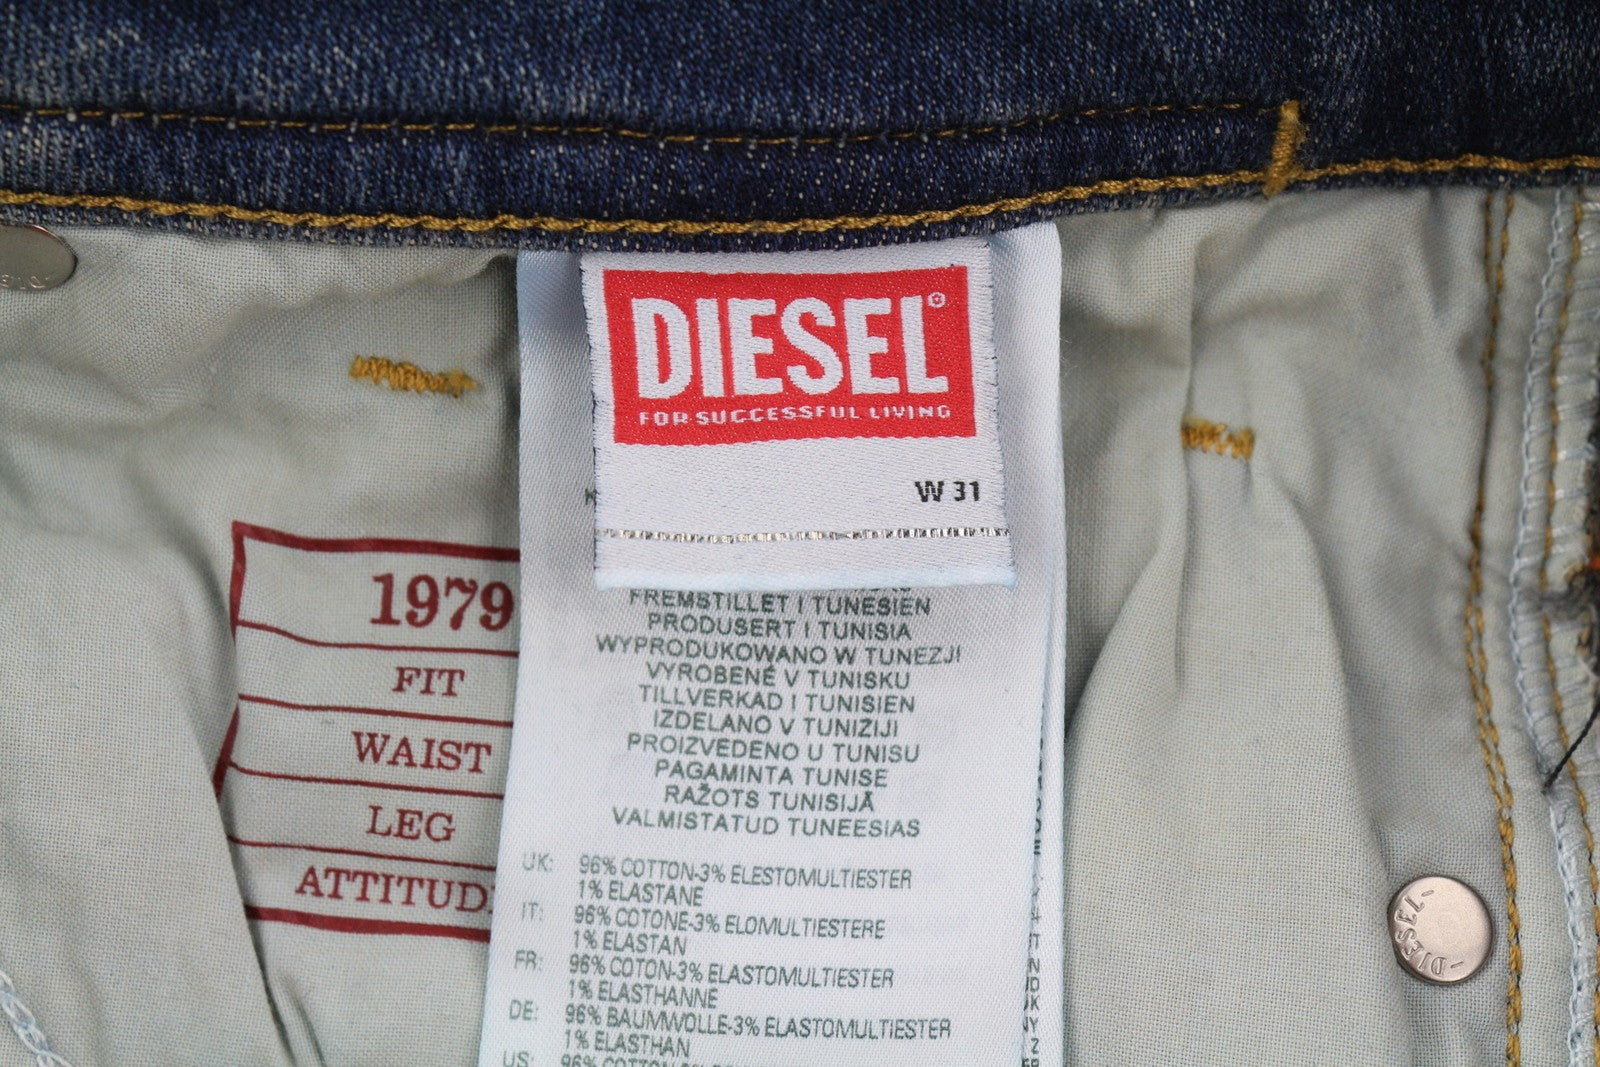 DIESEL®
FOR SUCCESSFUL LIVING
W 31
FREMSTILLET I TUNESIEN
PRODUSERT I TUNISIA
WYPRODUKOWANO W TUNEZJI
VYROBENÉ V TUNISKU
TILLVERKAD I TUNISIEN
IZDELANO V TUNIZIJI
PROIZVEDENO U TUNISU
PAGAMINTA TUNISE
RAŽOTS TUNISIJĀ
VALMISTATUD TUNEESIAS
UK: 96% COTTON-3% ELESTOMULTIESTER
1% ELASTANE
IT: 96% COTONE-3% ELOMULTIESTERE
1% ELASTAN
FR: 96% COTON-3% ELASTOMULTIESTER
1% ELASTHANNE
DE: 96% BAUMWOLLE-3% ELASTOMULTIESTER
1% ELASTHAN
US: 96%
1979
FIT
WAIST
LEG
ATTITUD
-DIESEL-